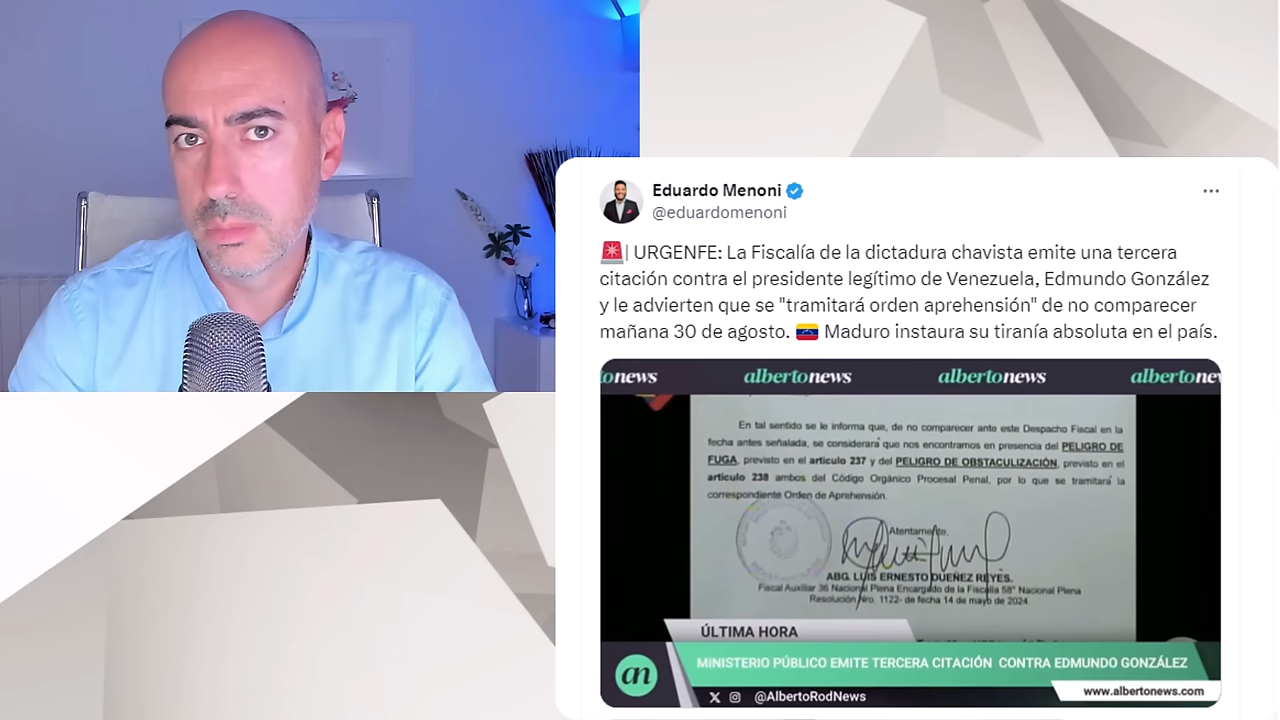 Eduardo Menoni
@eduardomenoni
| URGENFE: La Fiscalía de la dictadura chavista emite una tercera
citación contra el presidente legítimo de Venezuela, Edmundo González
y le advierten que se "tramitará orden aprehensión" de no comparecer
mañana 30 de agosto. Maduro instaura su tiranía absoluta en el país.
onews albertonews albertonews albertone
En tal sentido se le informa que, de no comparecer ante este Despacho Fiscal en la
fecha antes señalada, se considerará que nos encontramos en presencia del PELIGRO DE
FUGA, previsto en el articulo 237 y del PELIGRO DE OBSTACULIZACIÓN, previsto en el
articulo 238 ambos del Código Orgánico Procesal Penal, por lo que se tramitará la
correspondiente Orden de Aprehensión.
Atentamente,
ABG. LUIS ERNESTO DUEÑEZ REYES.
Fiscal Auxiliar 36 Nacional Plena Encargado de la Fiscalía 58° Nacional Plena
Resolución Nro. 1122- de fecha 14 de mayo de 2024.
ÚLTIMA HORA
an
MINISTERIO PÚBLICO EMITE TERCERA CITACIÓN CONTRA EDMUNDO GONZÁLEZ
@AlbertoRodNews
www.albertonews.com